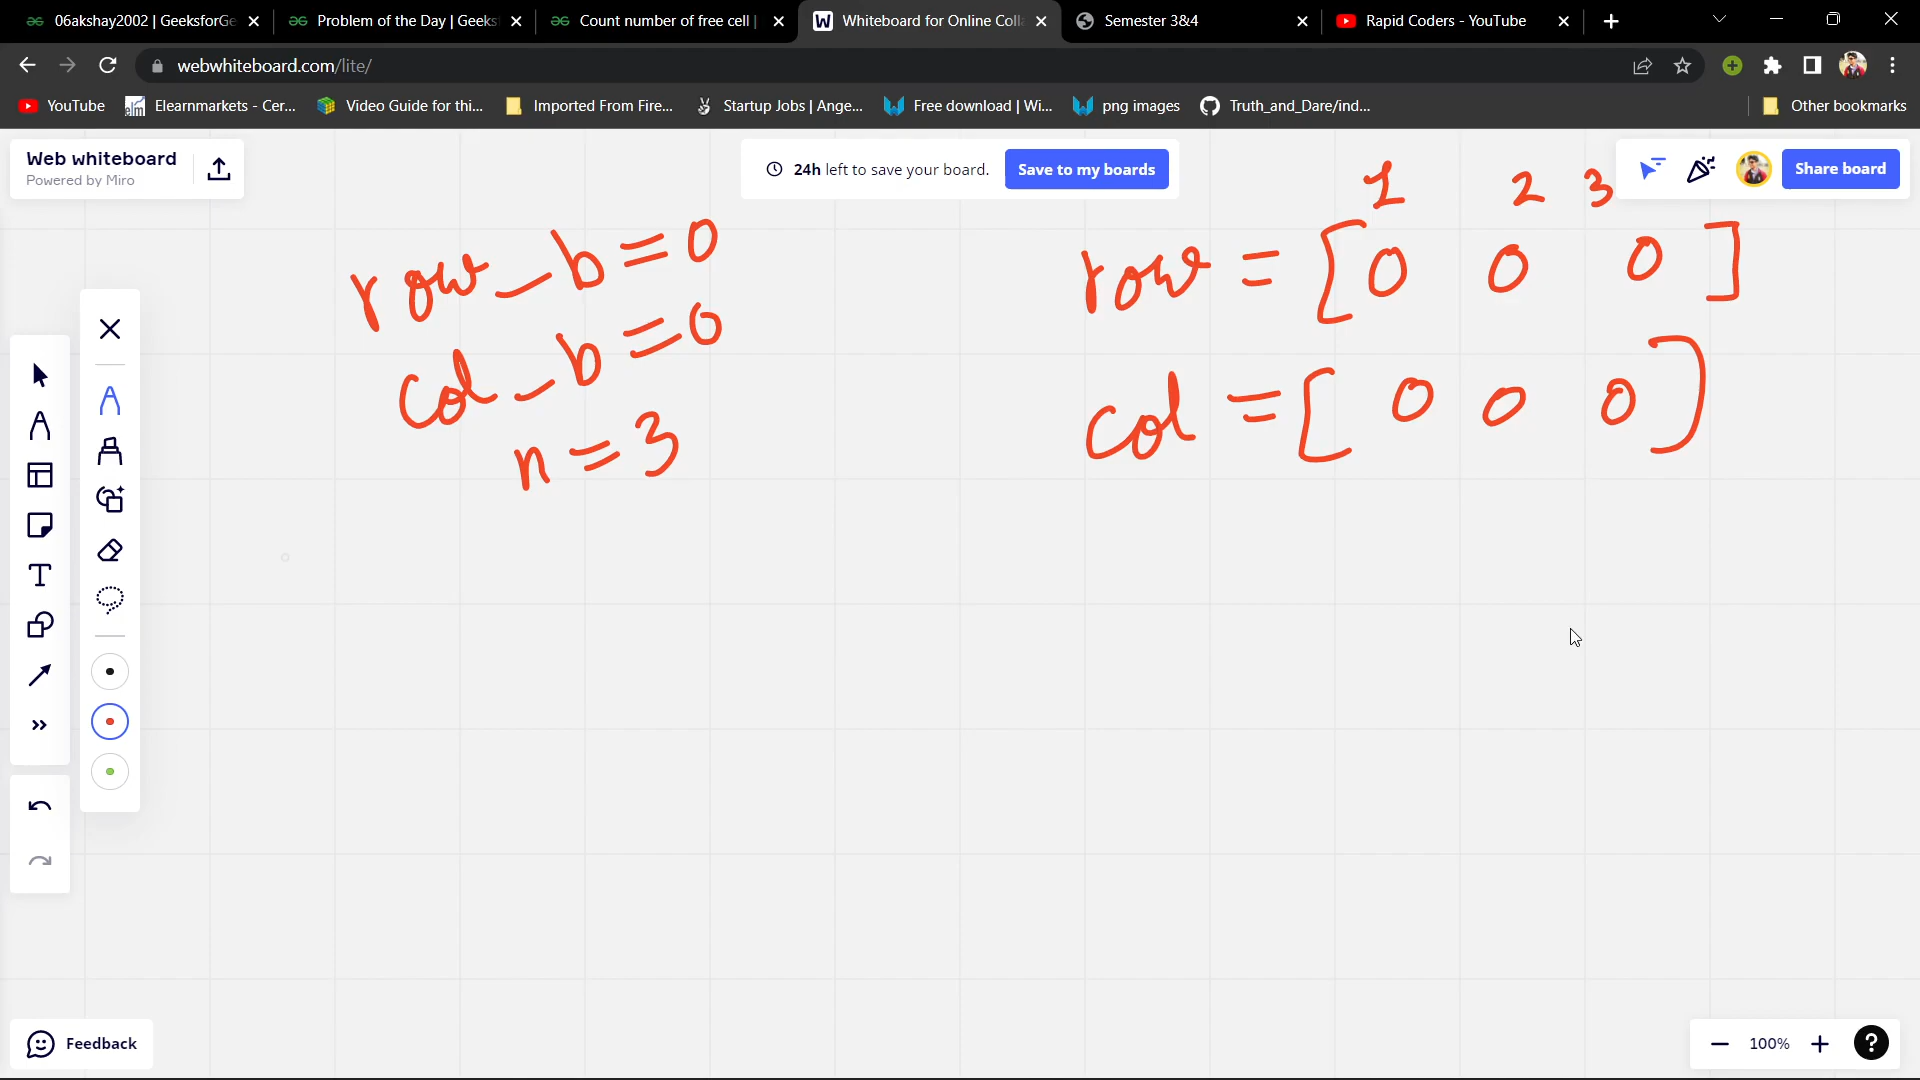 06akshay2002 | GeeksforGe
Problem of the Day | Geeks
Count number of free cell |
Whiteboard for Online Colla
Semester 3&4
Rapid Coders - YouTube
webwhiteboard.com/lite/
YouTube
Elearnmarkets - Cer...
Video Guide for thi...
Imported From Fire...
Startup Jobs | Ange...
Free download | Wi...
png images
Truth_and_Dare/ind...
Other bookmarks
Web whiteboard
Powered by Miro
24h left to save your board.
Save to my boards
Share board
1 2 3
row_b=0
row = [0 0 0]
col_b=0
col = [0 0 0)
n=3
Feedback
100%